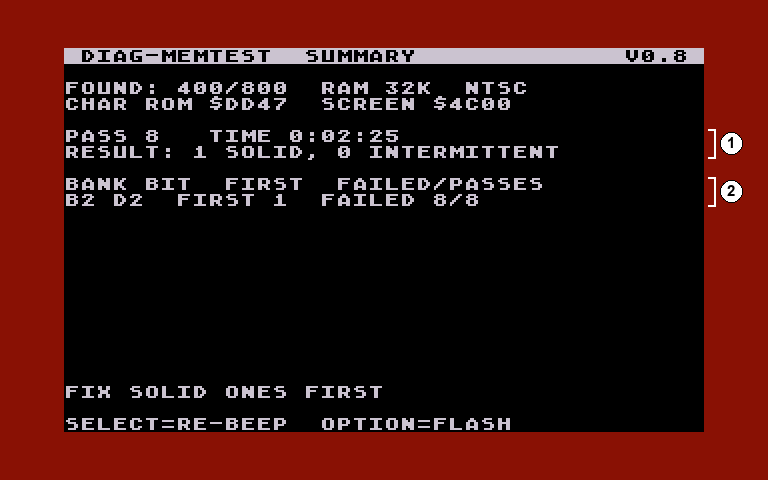 DIAG-MEMTEST  SUMMARY  V0.8
FOUND: 400/800  RAM 32K  NTSC
CHAR ROM $DD47  SCREEN $4C00
PASS 8   TIME 0:02:25
RESULT: 1 SOLID, 0 INTERMITTENT
1
BANK BIT  FIRST  FAILED/PASSES
B2 D2  FIRST 1  FAILED 8/8
2
FIX SOLID ONES FIRST
SELECT=RE-BEEP  OPTION=FLASH